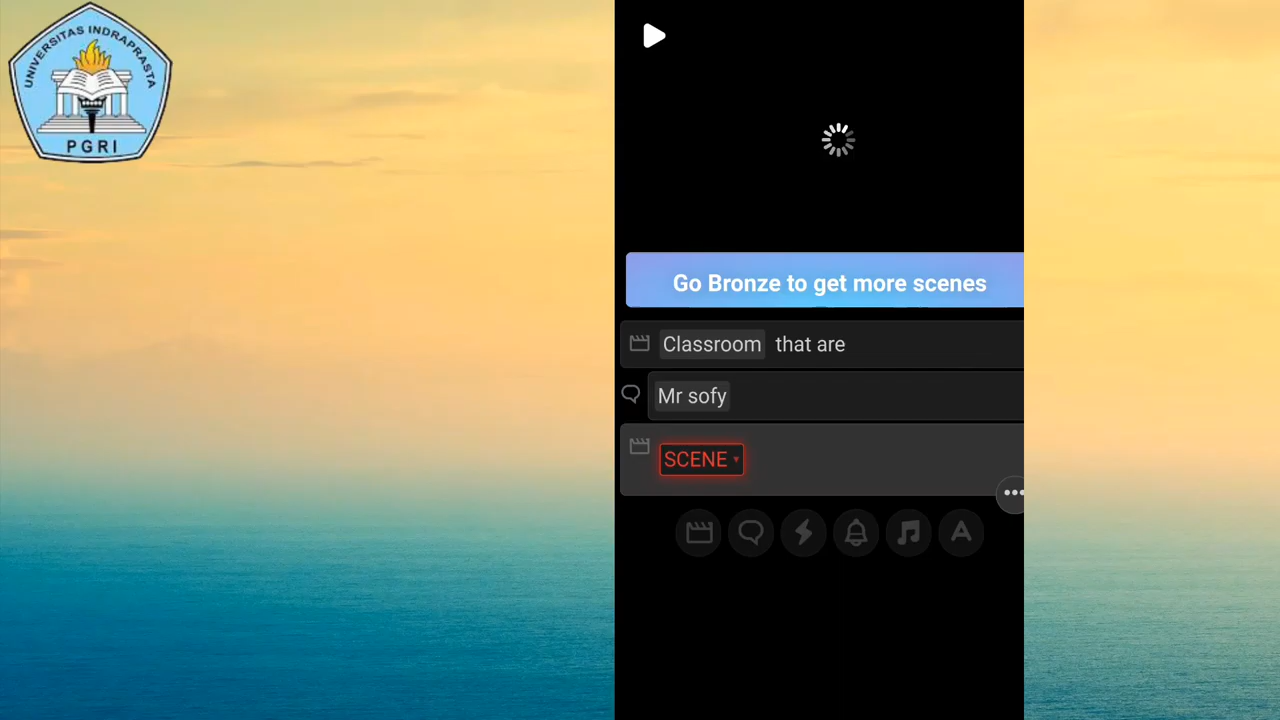 UNIVERSITAS INDRAPRASTA
PGRI
Go Bronze to get more scenes
Classroom that are
Mr sofy
SCENE